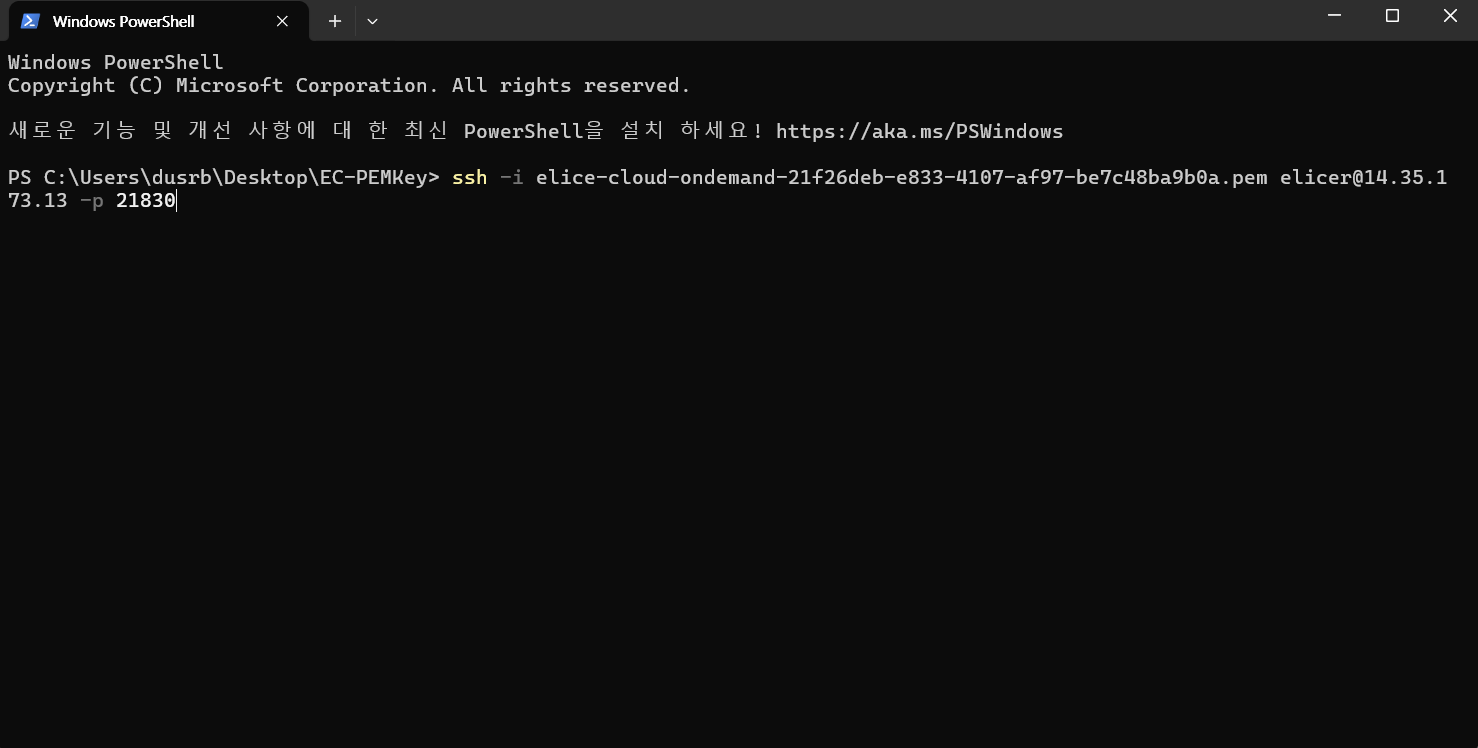 Windows PowerShell
Windows PowerShell
Copyright (C) Microsoft Corporation. All rights reserved.
새로운 기능 및 개선 사항에 대 한 최신 PowerShell을 설치 하세요! https://aka.ms/PSWindows
PS C:\Users\dusrb\Desktop\EC-PEMKey> ssh -i elice-cloud-ondemand-21f26deb-e833-4107-af97-be7c48ba9b0a.pem elicer@14.35.1
73.13 -p 21830